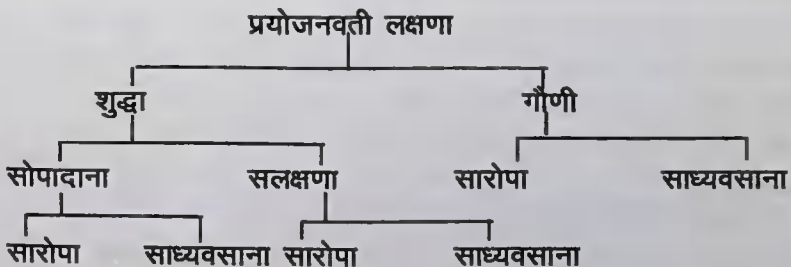 प्रयोजनवती लक्षणा
शुद्धा गौणी
सोपादाना सलक्षणा सारोपा साध्यवसाना
सारोपा साध्यवसाना सारोपा साध्यवसाना